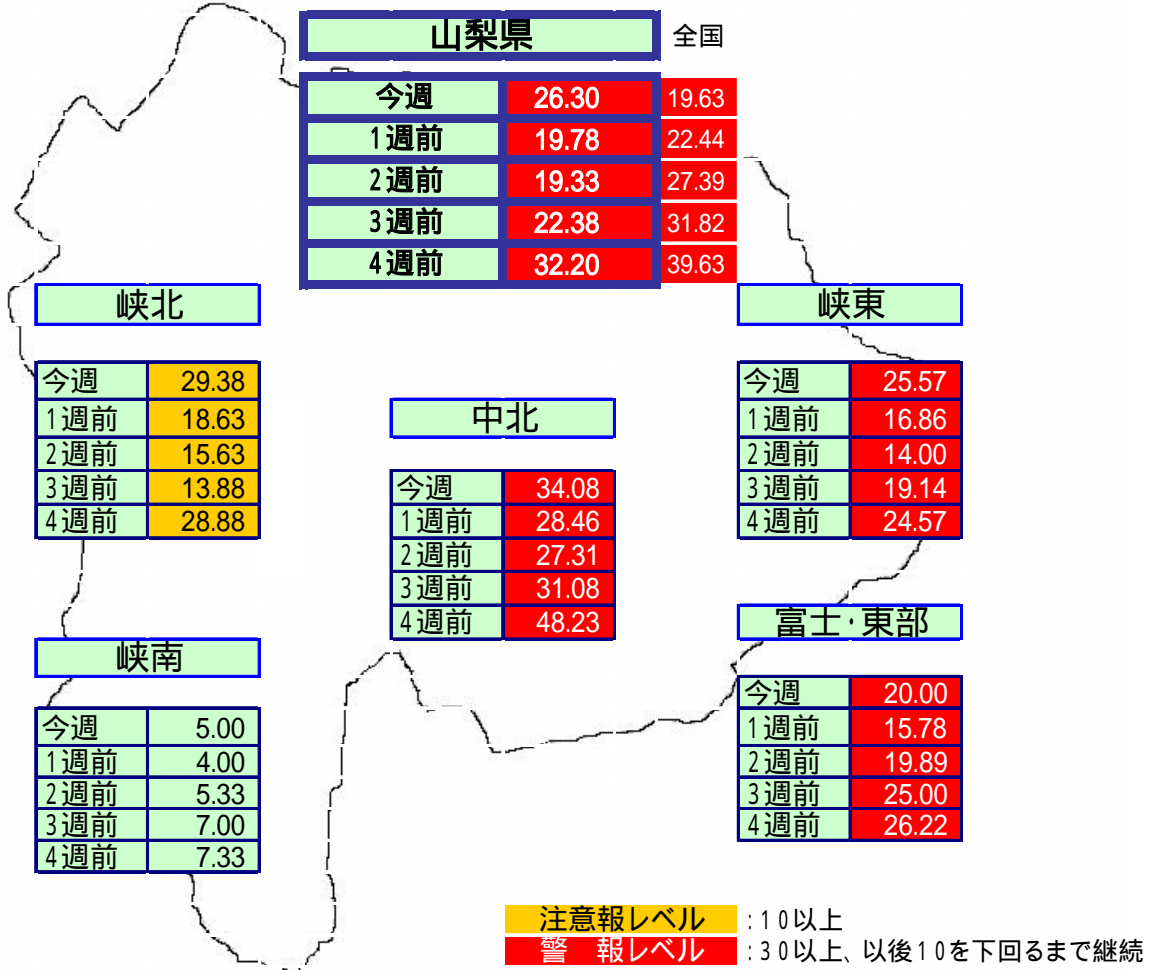 山梨県 全国
今週 26.30 19.63
1週前 19.78 22.44
2週前 19.33 27.39
3週前 22.38 31.82
4週前 32.20 39.63
峡北
今週 29.38
1週前 18.63
2週前 15.63
3週前 13.88
4週前 28.88
中北
今週 34.08
1週前 28.46
2週前 27.31
3週前 31.08
4週前 48.23
峡東
今週 25.57
1週前 16.86
2週前 14.00
3週前 19.14
4週前 24.57
峡南
今週 5.00
1週前 4.00
2週前 5.33
3週前 7.00
4週前 7.33
富士・東部
今週 20.00
1週前 15.78
2週前 19.89
3週前 25.00
4週前 26.22
注意報レベル :10以上
警 報レベル :30以上、以後10を下回るまで継続